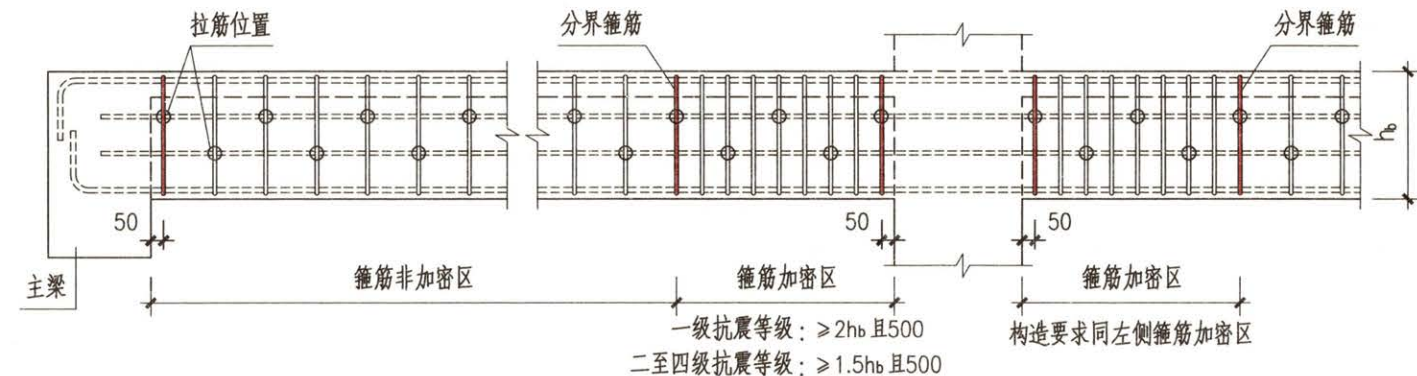 拉筋位置
分界箍筋
分界箍筋
hb
50
50
50
主梁
箍筋非加密区
箍筋加密区
箍筋加密区
一级抗震等级：≥2hb且500
构造要求同左侧箍筋加密区
二至四级抗震等级：≥1.5hb且500